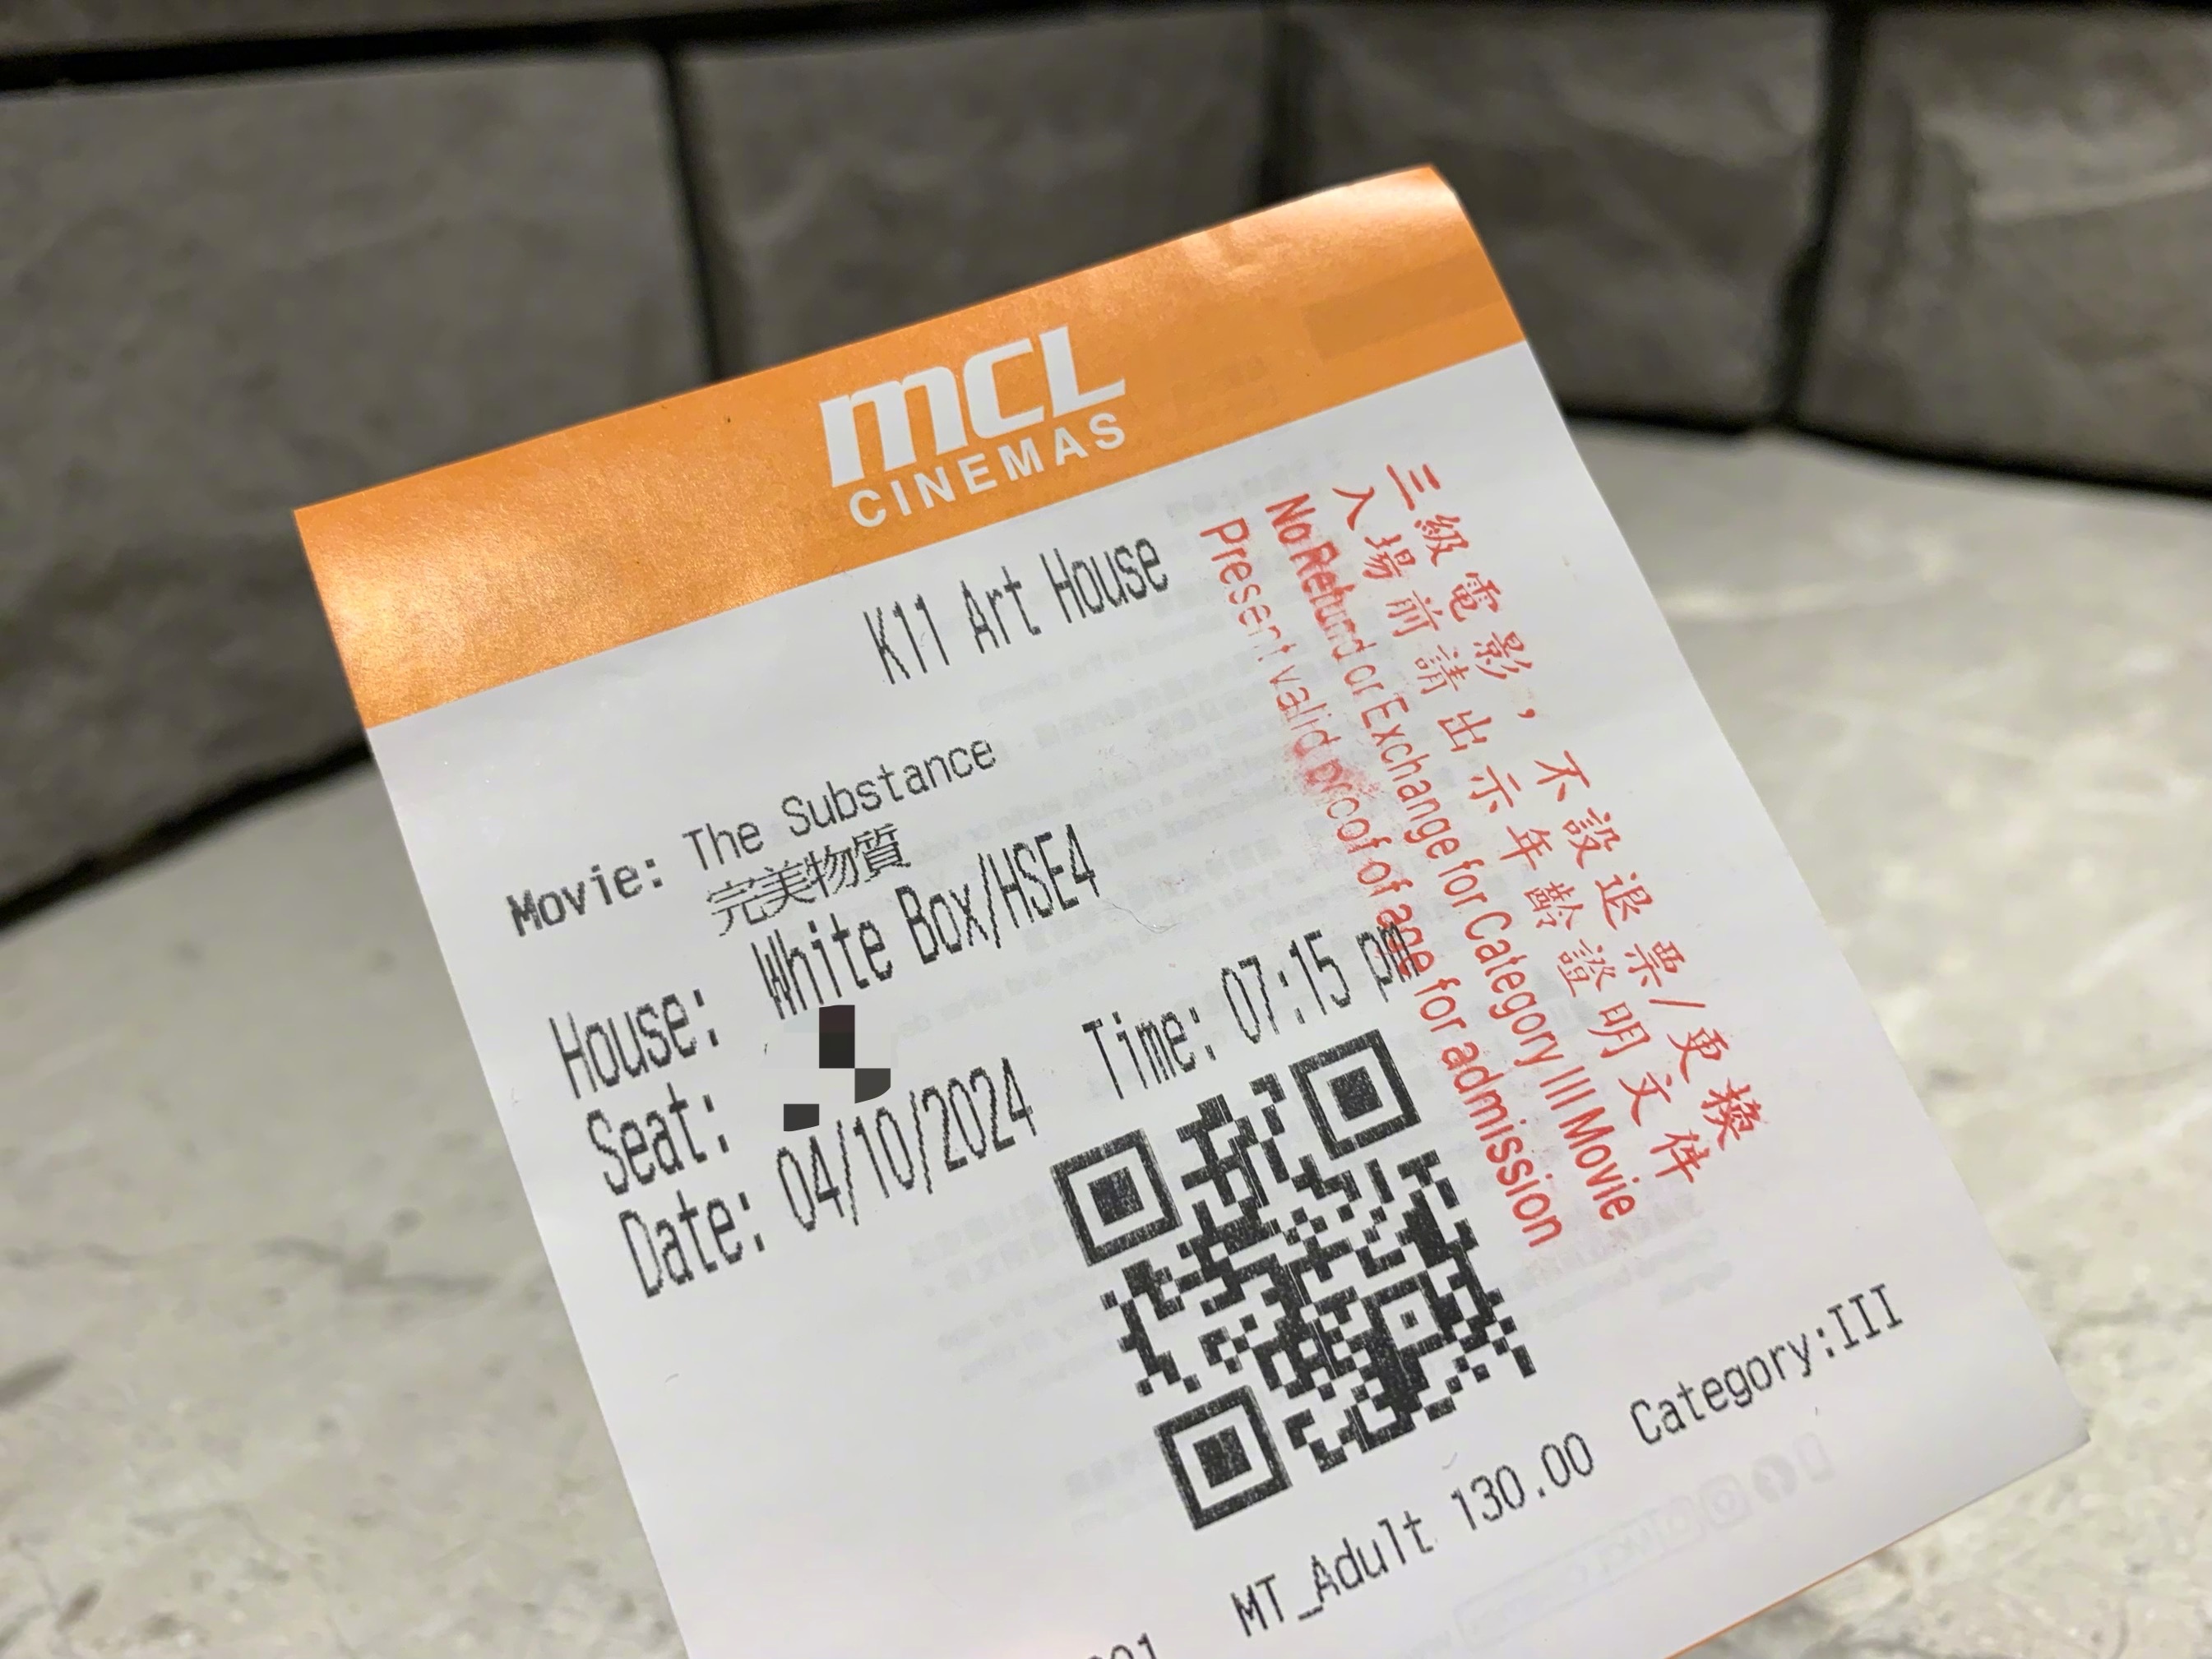 mCL
CINEMAS
K11 Art House
Movie: The Substance
完美物質
House: White Box/HSE4
Seat:
Date: 04/10/2024 Time: 07:15 pm
MT_Adult 130.00 Category:III
001
三級電影，不設退票/更換
入場前請出示年齡證明文件
No Refund or Exchange for Category III Movie
Present valid proof of age for admission